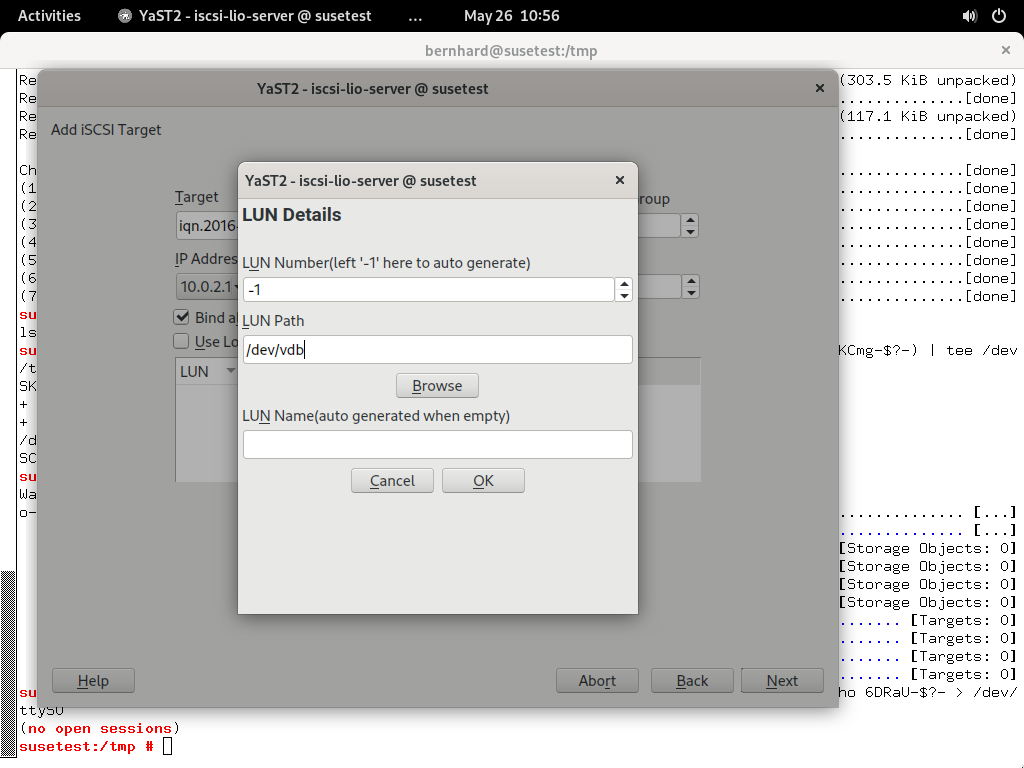 Activities YaST2 - iscsi-lio-server @ susetest ... May 26 10:56
bernhard@susetest:/tmp ×
Re (303.5 KiB unpacked)
Re ..............[done]
Re (117.1 KiB unpacked)
Re ..............[done]
Ch [done]
(1 ..............[done]
(2 ..............[done]
(3 ..............[done]
(4 ..............[done]
(5 ..............[done]
(6 ..............[done]
(7 ..............[done]
su
ls
su KCmg-$?-) | tee /dev
/t
SK
+
+
/d
SC
su
Wa
o- .............. [...]
.............. [...]
[Storage Objects: 0]
[Storage Objects: 0]
[Storage Objects: 0]
[Storage Objects: 0]
....... [Targets: 0]
....... [Targets: 0]
....... [Targets: 0]
....... [Targets: 0]
su ho 6DRaU-$?- > /dev/
ttyS0
(no open sessions)
susetest:/tmp #
YaST2 - iscsi-lio-server @ susetest ×
Add iSCSI Target
Target roup
iqn.2016-
IP Addres
10.0.2.1
Bind a
Use Lo
LUN
Help Abort Back Next
YaST2 - iscsi-lio-server @ susetest ×
LUN Details
LUN Number(left '-1' here to auto generate)
-1
LUN Path
/dev/vdb
Browse
LUN Name(auto generated when empty)
Cancel OK